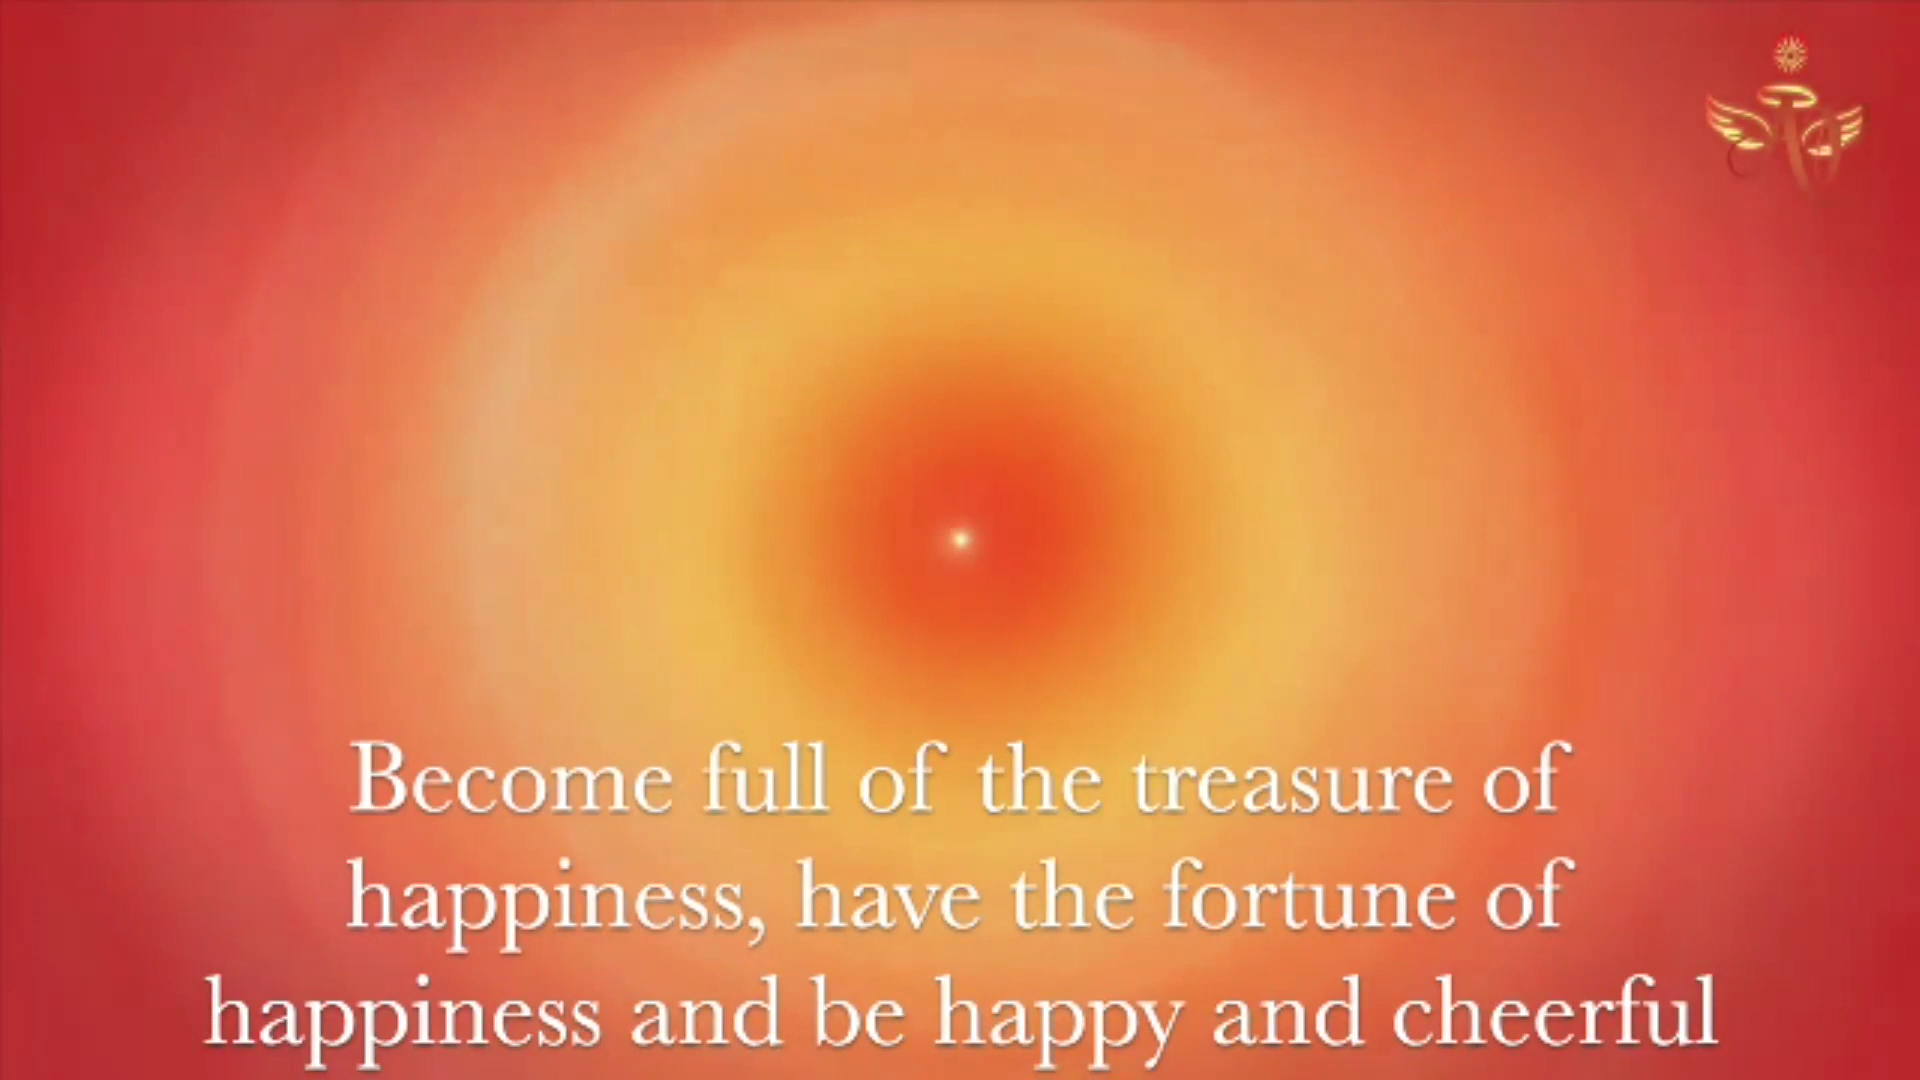 Become full of the treasure of
happiness, have the fortune of
happiness and be happy and cheerful